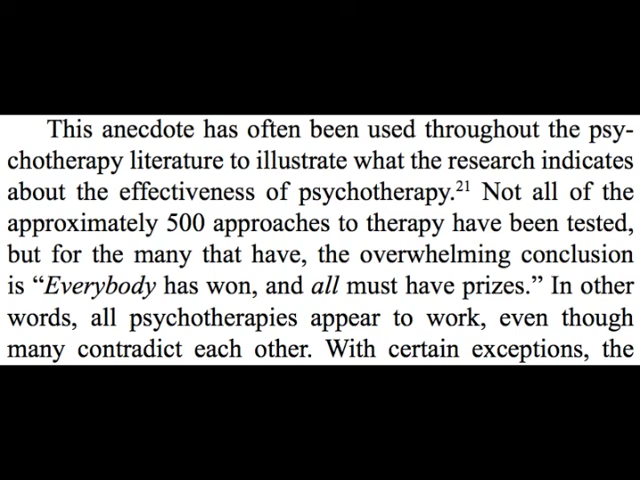 This anecdote has often been used throughout the psy-
chotherapy literature to illustrate what the research indicates
about the effectiveness of psychotherapy.21 Not all of the
approximately 500 approaches to therapy have been tested,
but for the many that have, the overwhelming conclusion
is “Everybody has won, and all must have prizes.” In other
words, all psychotherapies appear to work, even though
many contradict each other. With certain exceptions, the